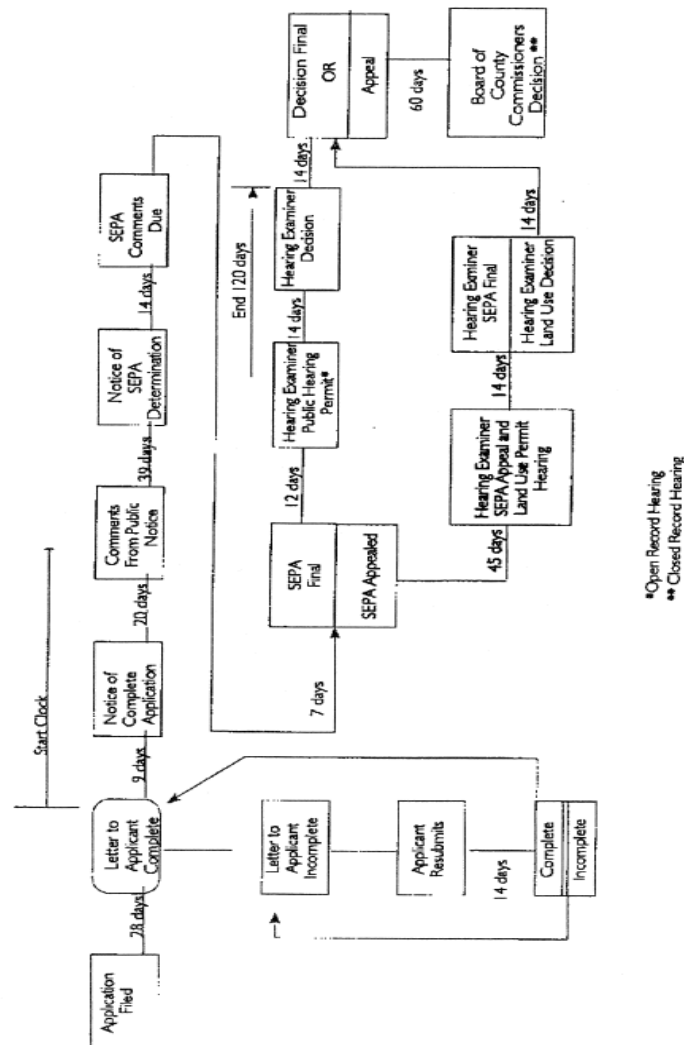 Start Clock
Application
Filed
28 days
Letter to
Applicant
Complete
9 days
Notice of
Complete
Application
20 days
Comments
From Public
Notice
39 days
Notice of
SEPA
Determination
14 days
SEPA
Comments
Due
Letter to
Applicant
Incomplete
Applicant
Resubmits
14 days
Complete
Incomplete
7 days
SEPA
Final
SEPA Appealed
12 days
Hearing Examiner
Public Hearing
Permit*
14 days
Hearing Examiner
Decision
End 120 days
14 days
Decision Final
OR
Appeal
60 days
Board of
County
Commissioners
Decision **
45 days
Hearing Examiner
SEPA Appeal and
Land Use Permit
Hearing
14 days
Hearing Examiner
SEPA Final
Hearing Examiner
Land Use Decision
14 days
*Open Record Hearing
** Closed Record Hearing